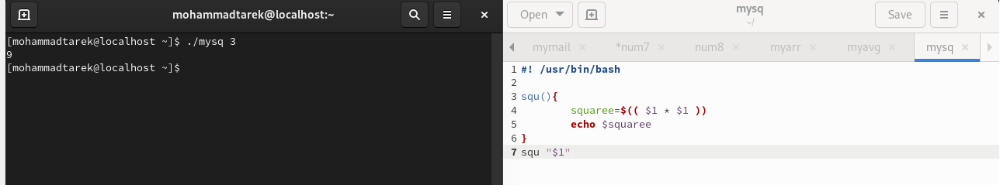 mohammadtarek@localhost:~
[mohammadtarek@localhost ~]$ ./mysq 3
9
[mohammadtarek@localhost ~]$
Open
mysq
~/
Save
mymail
*num7
num8
myarr
myavg
mysq
1 #! /usr/bin/bash
2
3 squ(){
4         squaree=$(( $1 * $1 ))
5         echo $squaree
6 }
7 squ "$1"